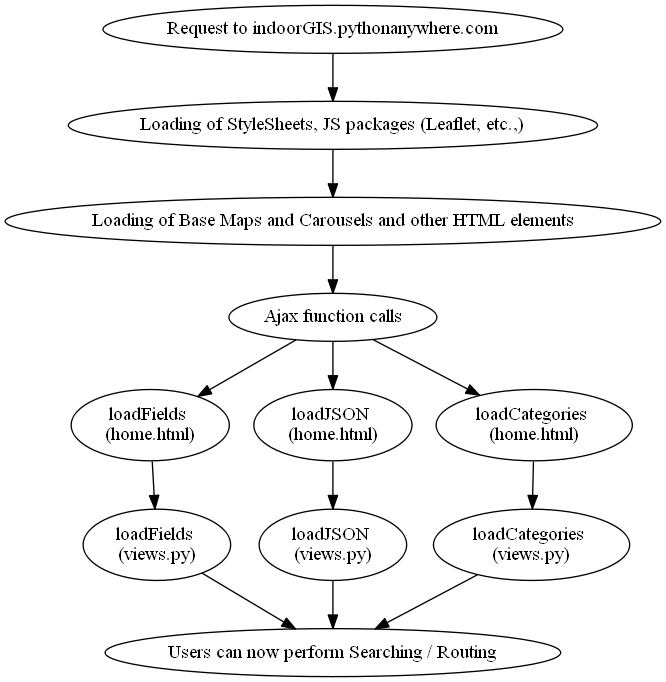 Request to indoorGIS.pythonanywhere.com
Loading of StyleSheets, JS packages (Leaflet, etc.,)
Loading of Base Maps and Carousels and other HTML elements
Ajax function calls
loadFields
(home.html)
loadJSON
(home.html)
loadCategories
(home.html)
loadFields
(views.py)
loadJSON
(views.py)
loadCategories
(views.py)
Users can now perform Searching / Routing